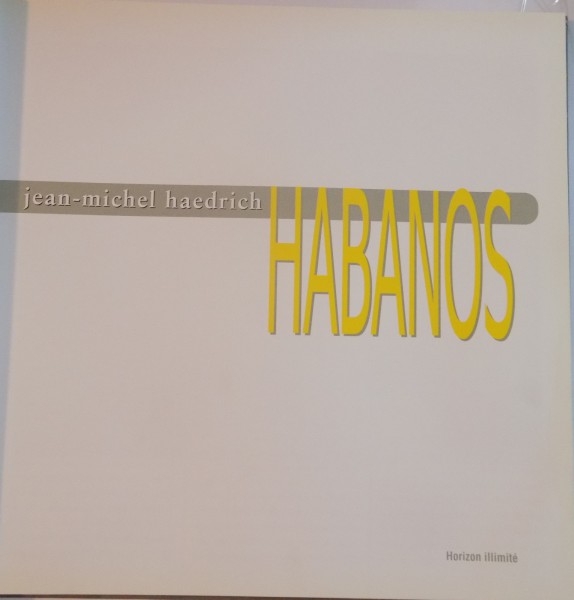 jean-michel haedrich
HABANOS
Horizon illimité